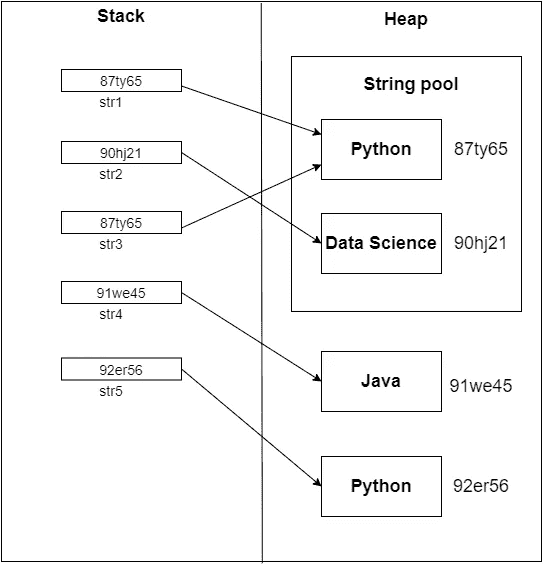 Stack
87ty65
str1
90hj21
str2
87ty65
str3
91we45
str4
92er56
str5
Heap
String pool
Python 87ty65
Data Science 90hj21
Java 91we45
Python 92er56